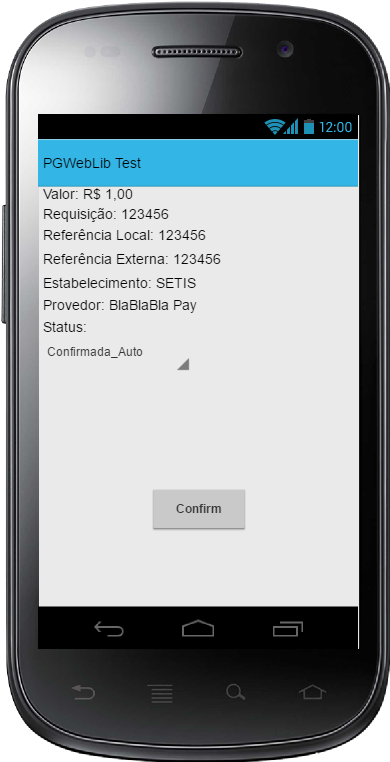 12:00
PGWebLib Test
Valor: R$ 1,00
Requisição: 123456
Referência Local: 123456
Referência Externa: 123456
Estabelecimento: SETIS
Provedor: BlaBlaBla Pay
Status:
Confirmada_Auto
Confirm